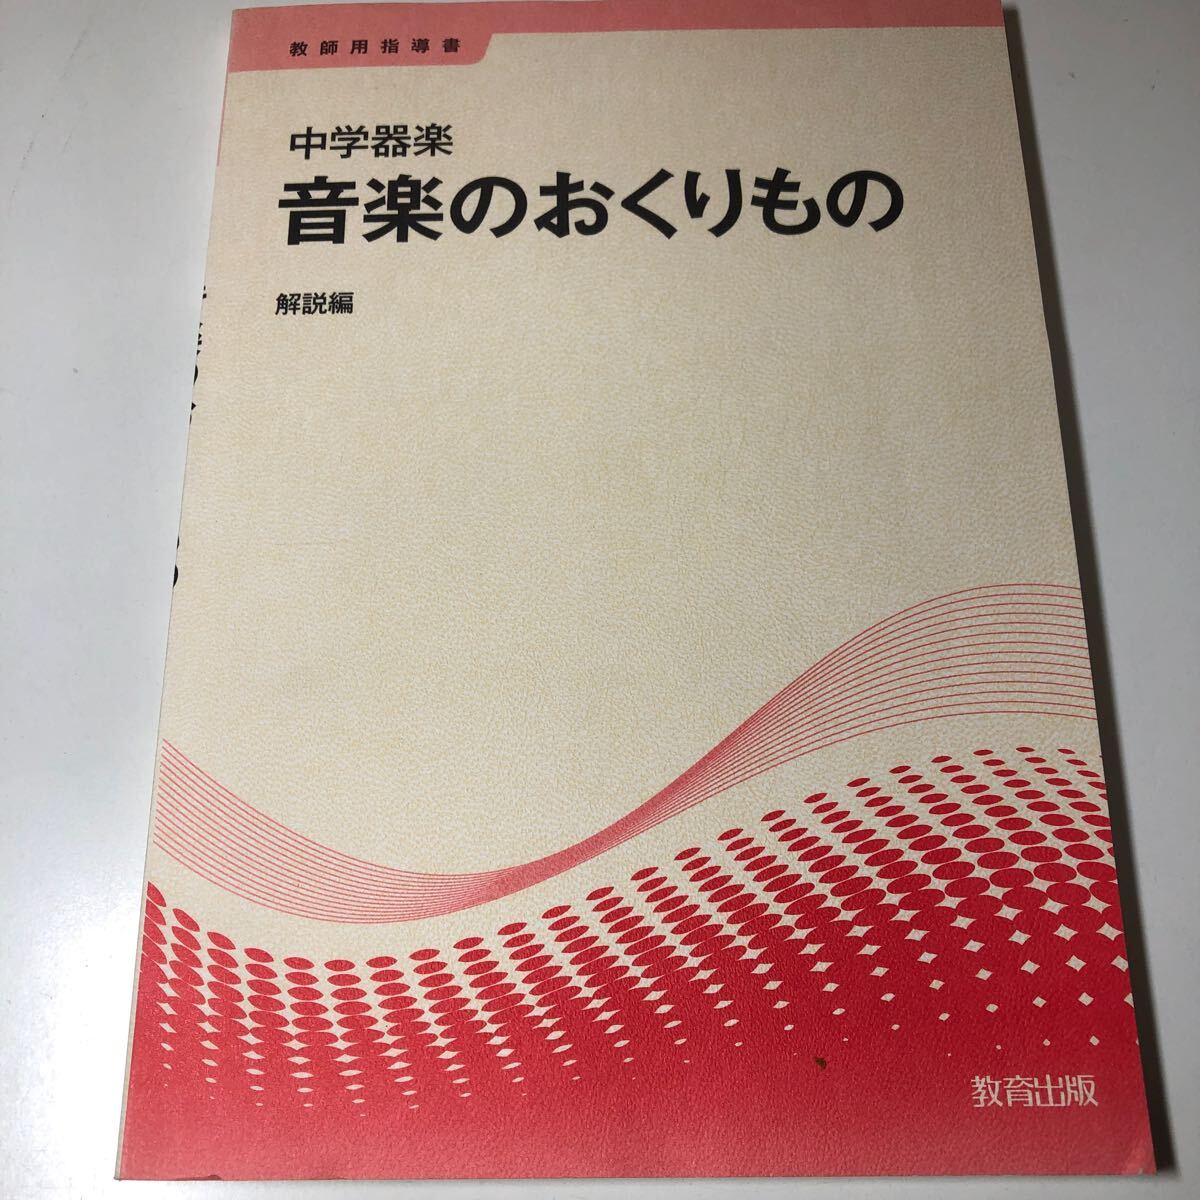 教師用指導書
中学器楽
音楽のおくりもの
解説編
教育出版